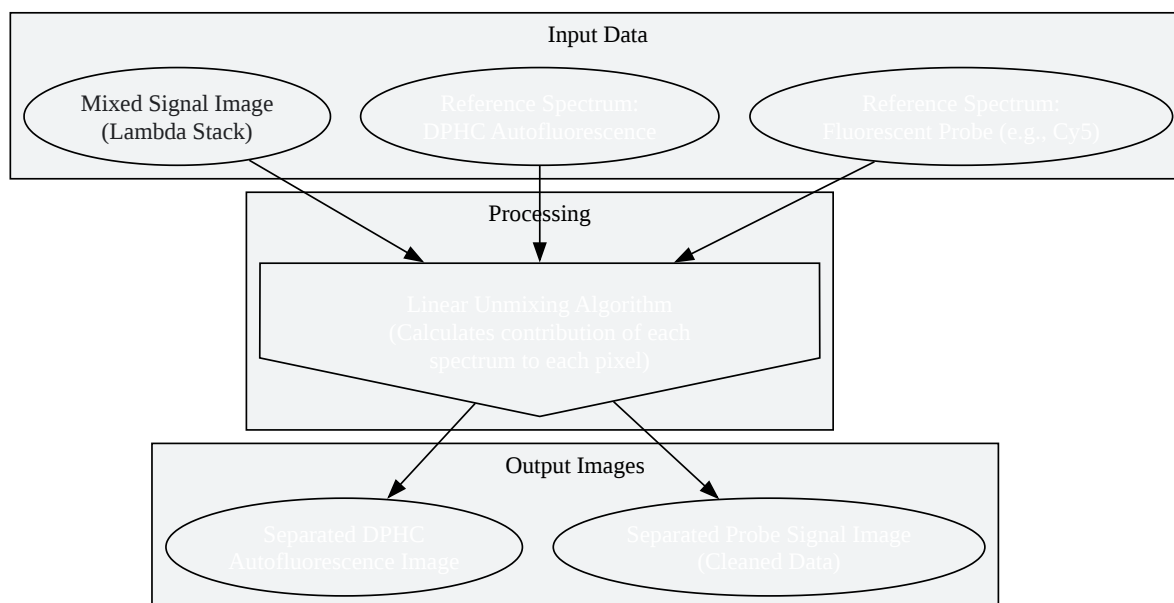 Input Data
Mixed Signal Image
(Lambda Stack)
Reference Spectrum:
DPHC Autofluorescence
Reference Spectrum:
Fluorescent Probe (e.g., Cy5)
Processing
Linear Unmixing Algorithm
(Calculates contribution of each
spectrum to each pixel)
Output Images
Separated DPHC
Autofluorescence Image
Separated Probe Signal Image
(Cleaned Data)